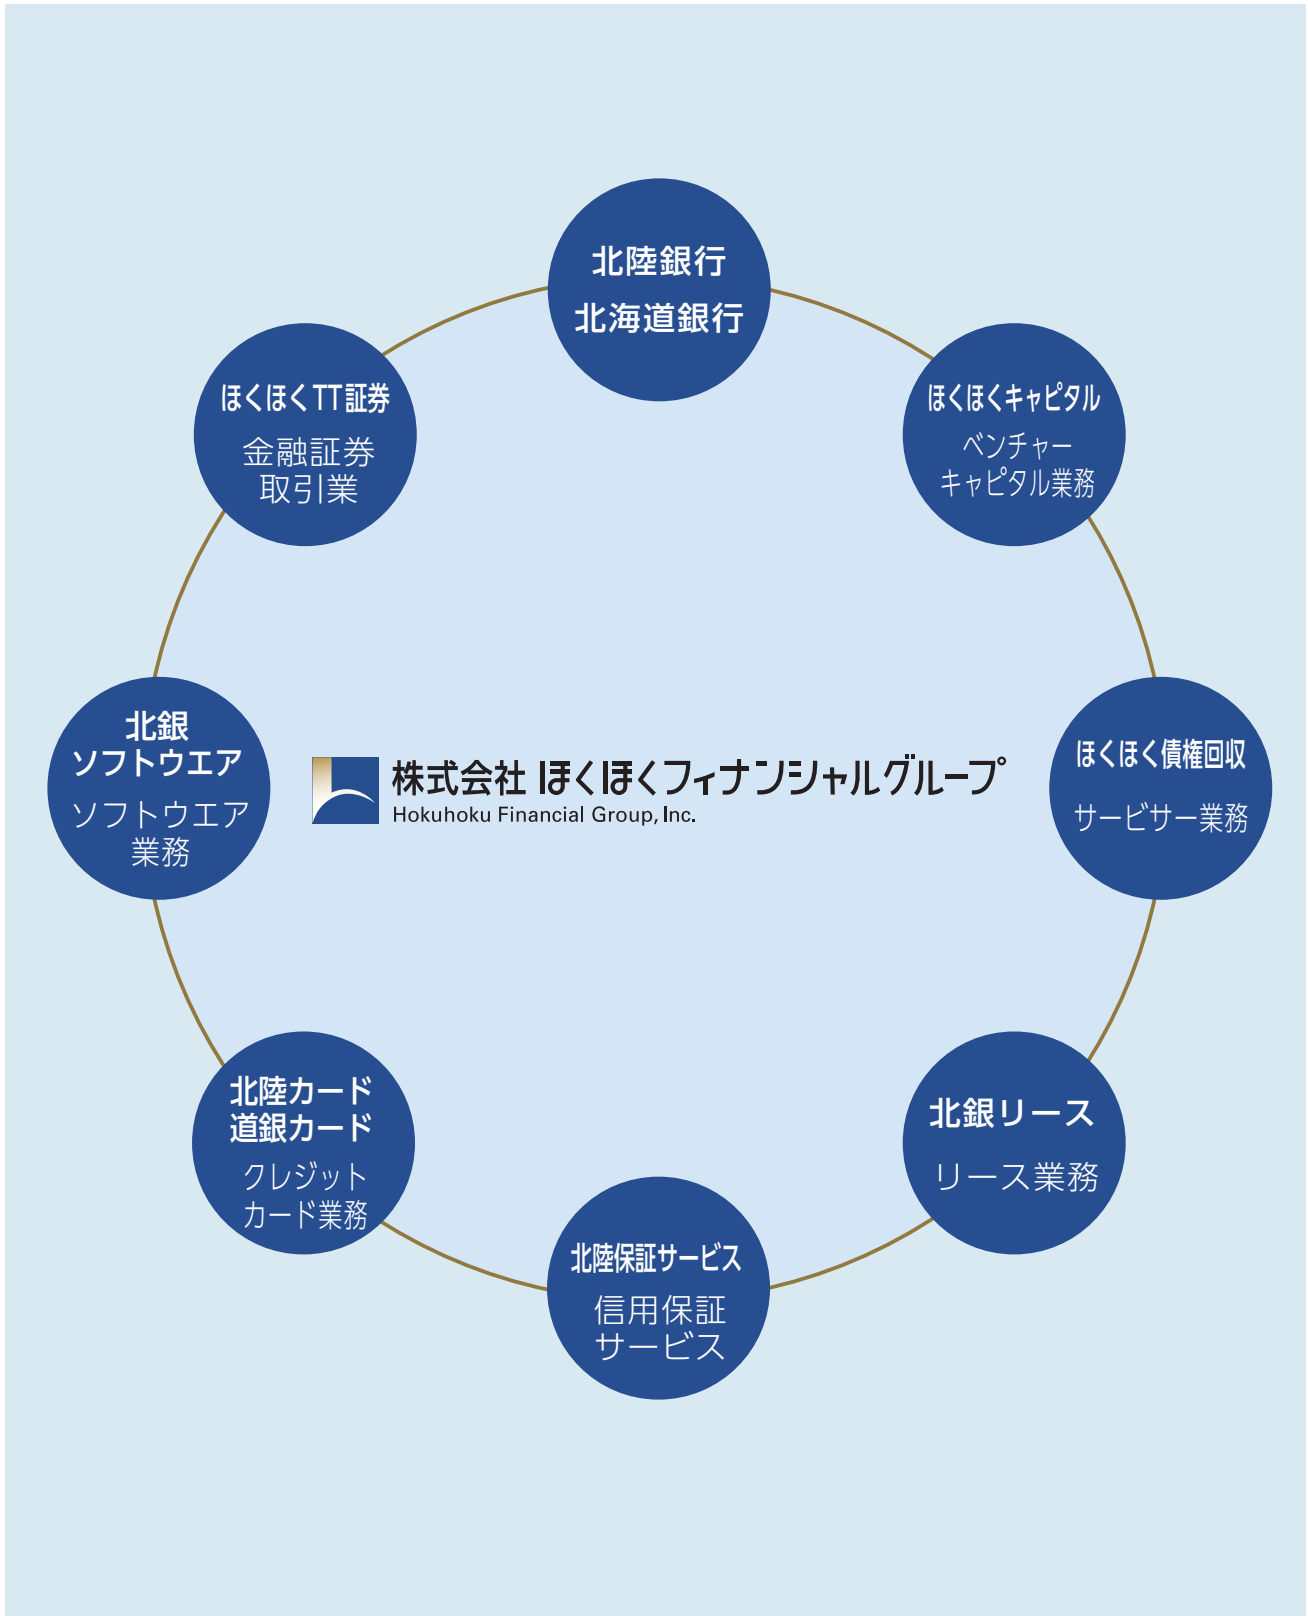 北陸銀行
北海道銀行
ほくほくTT証券
金融証券
取引業
ほくほくキャピタル
ベンチャー
キャピタル業務
北銀
ソフトウエア
ソフトウエア
業務
株式会社 ほくほくフィナンシャルグループ
Hokuhoku Financial Group, Inc.
ほくほく債権回収
サービサー業務
北陸カード
道銀カード
クレジット
カード業務
北銀リース
リース業務
北陸保証サービス
信用保証
サービス